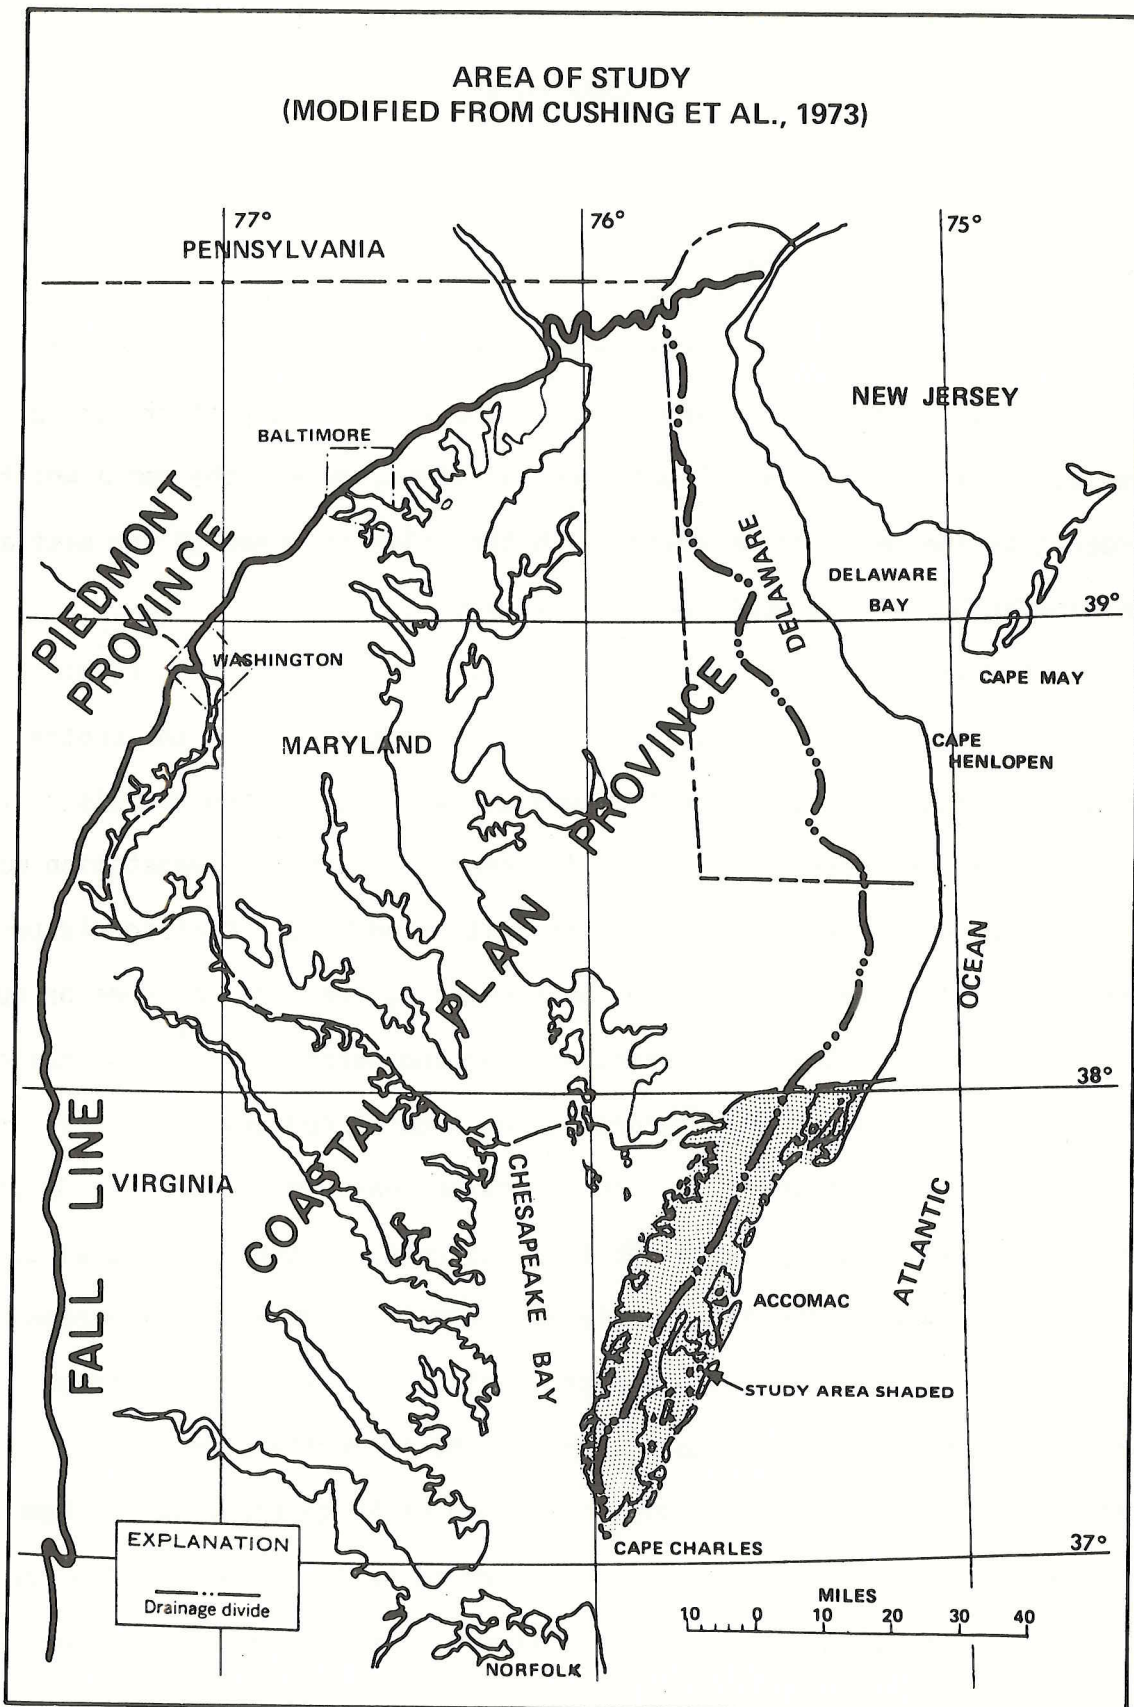 AREA OF STUDY
(MODIFIED FROM CUSHING ET AL., 1973)
77°
76°
75°
PENNSYLVANIA
NEW JERSEY
BALTIMORE
PIEDMONT
PROVINCE
DELAWARE
DELAWARE
BAY
39°
WASHINGTON
CAPE MAY
MARYLAND
CAPE
HENLOPEN
COASTAL PLAIN PROVINCE
ATLANTIC OCEAN
38°
FALL LINE
VIRGINIA
CHESAPEAKE BAY
ACCOMAC
STUDY AREA SHADED
CAPE CHARLES
37°
EXPLANATION
Drainage divide
MILES
10 0 10 20 30 40
NORFOLK